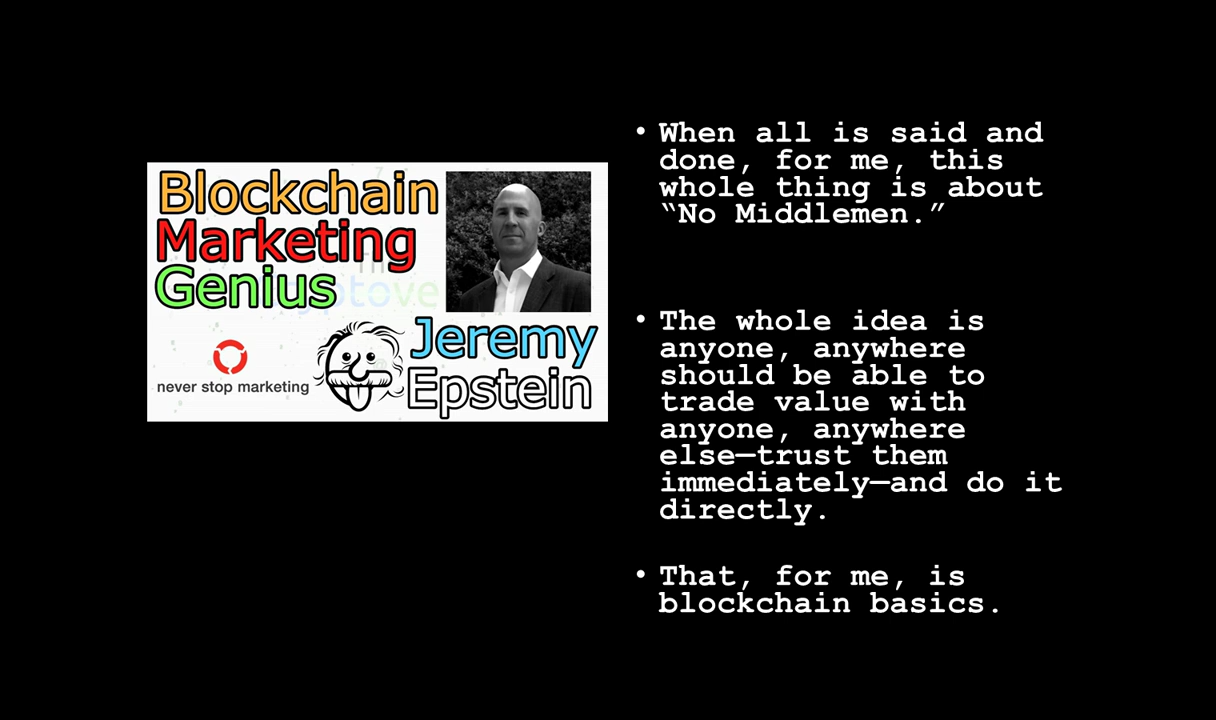 Blockchain
Marketing
Genius
never stop marketing
Jeremy
Epstein
• When all is said and
done, for me, this
whole thing is about
“No Middlemen.”
• The whole idea is
anyone, anywhere
should be able to
trade value with
anyone, anywhere
else—trust them
immediately—and do it
directly.
• That, for me, is
blockchain basics.